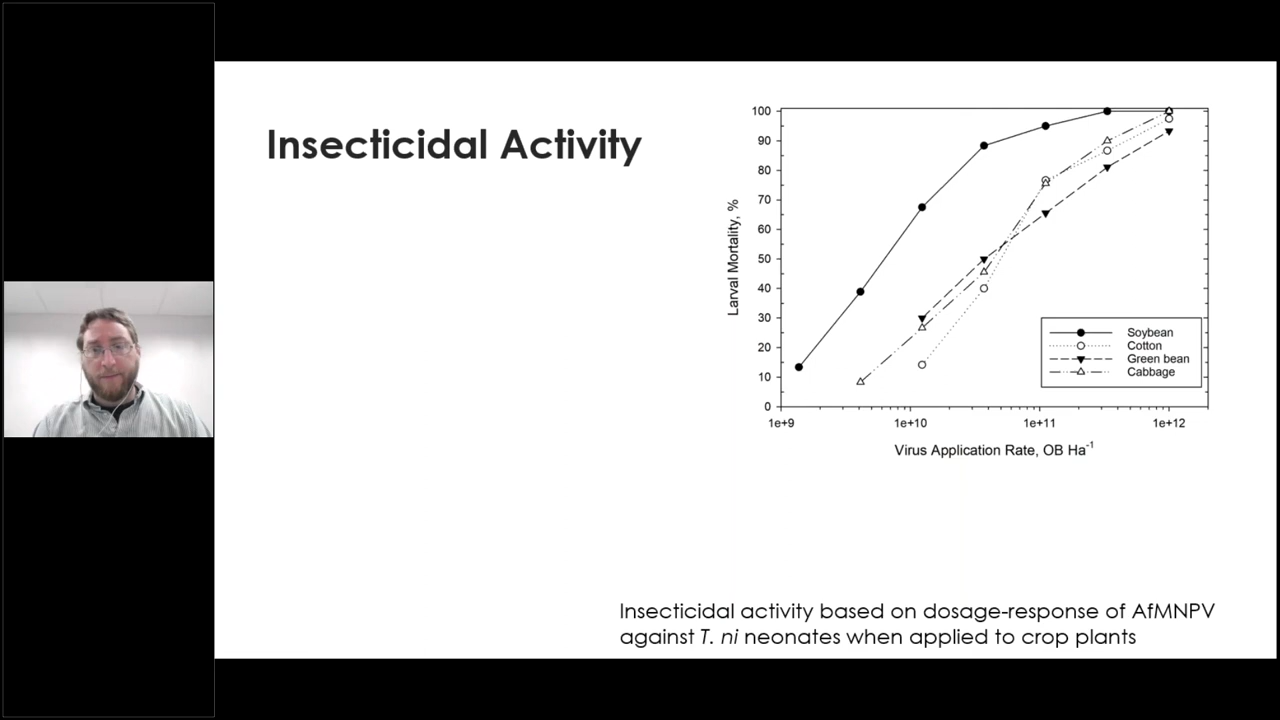 Insecticidal Activity
100
90
80
70
60
50
40
30
20
10
0
Larval Mortality, %
1e+9 1e+10 1e+11 1e+12
Virus Application Rate, OB Ha-1
Soybean
Cotton
Green bean
Cabbage
Insecticidal activity based on dosage-response of AfMNPV
against T. ni neonates when applied to crop plants